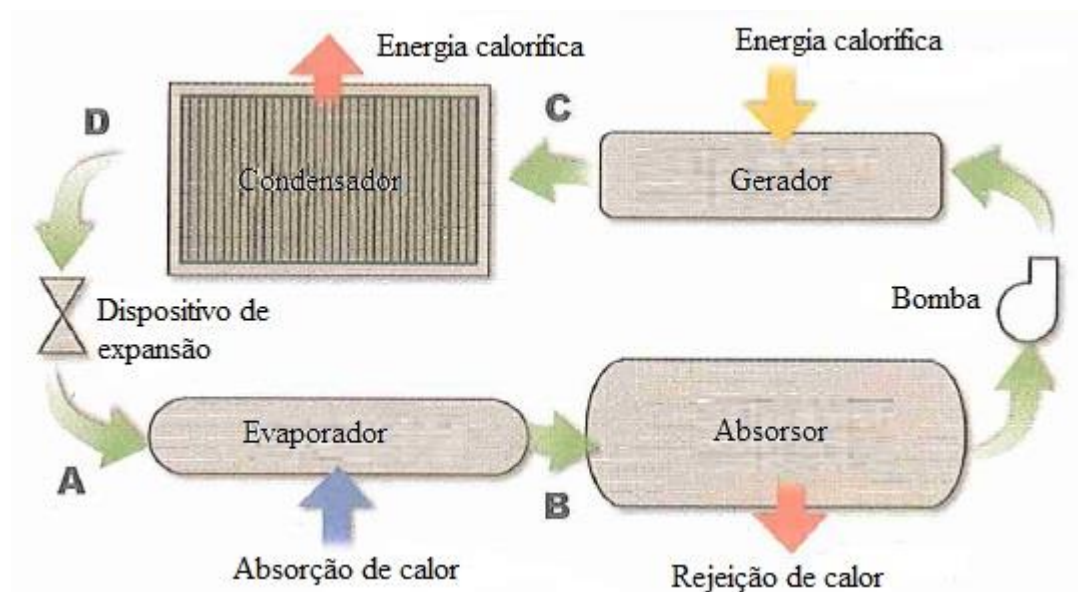 Energia calorífica
Energia calorífica
D
C
Condensador
Gerador
Dispositivo de
expansão
Bomba
Evaporador
Absorsor
A
B
Absorção de calor
Rejeição de calor